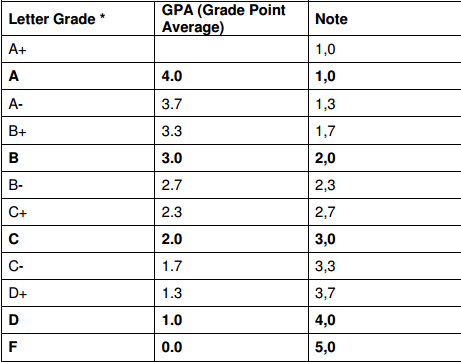 Letter Grade * GPA (Grade Point Average) Note
A+ 1,0
A 4.0 1,0
A- 3.7 1,3
B+ 3.3 1,7
B 3.0 2,0
B- 2.7 2,3
C+ 2.3 2,7
C 2.0 3,0
C- 1.7 3,3
D+ 1.3 3,7
D 1.0 4,0
F 0.0 5,0